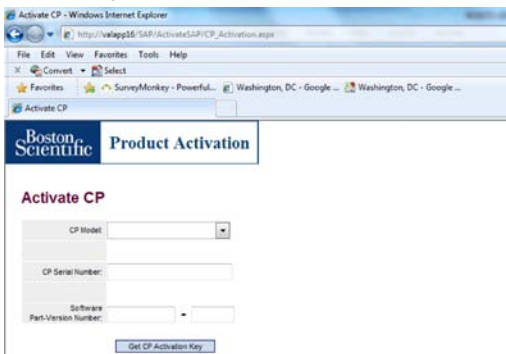 Activate CP - Windows Internet Explorer
http://valapp16/SAP/ActivateSAP/CP_Activation.aspx
File Edit View Favorites Tools Help
x Convert Select
Favorites SurveyMonkey - Powerful... Washington, DC - Google ... Washington, DC - Google ...
Activate CP
Boston Scientific Product Activation
Activate CP
CP Model:
CP Serial Number:
Software
Part-Version Number: -
Get CP Activation Key